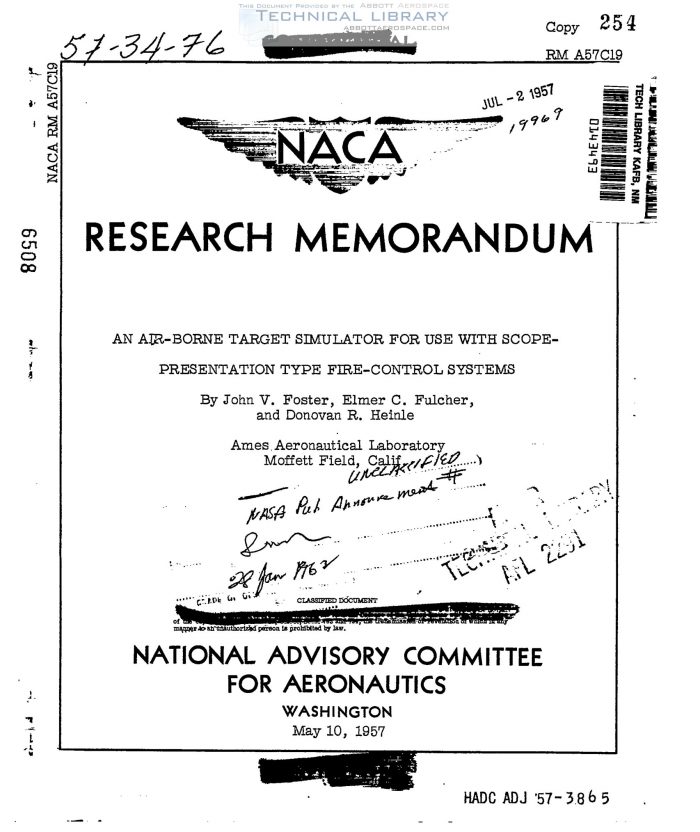 THIS DOCUMENT PROVIDED BY THE ABBOTT AEROSPACE
TECHNICAL LIBRARY
ABBOTTAEROSPACE.COM
57-34-76
Copy 254
RM A57C19
NACA RM A57C19
JUL - 2 1957
19969
TECH LIBRARY KAFB, NM
NACA
6508
RESEARCH MEMORANDUM
AN AIR-BORNE TARGET SIMULATOR FOR USE WITH SCOPE-
PRESENTATION TYPE FIRE-CONTROL SYSTEMS
By John V. Foster, Elmer C. Fulcher,
and Donovan R. Heinle
Ames Aeronautical Laboratory
Moffett Field, Calif.
UNCLASSIFIED
NASA Pub Announcement #
28 Jan 1962
AFL 2231
CLASSIFIED DOCUMENT
manner to an unauthorized person is prohibited by law.
NATIONAL ADVISORY COMMITTEE
FOR AERONAUTICS
WASHINGTON
May 10, 1957
HADC ADJ '57-3865